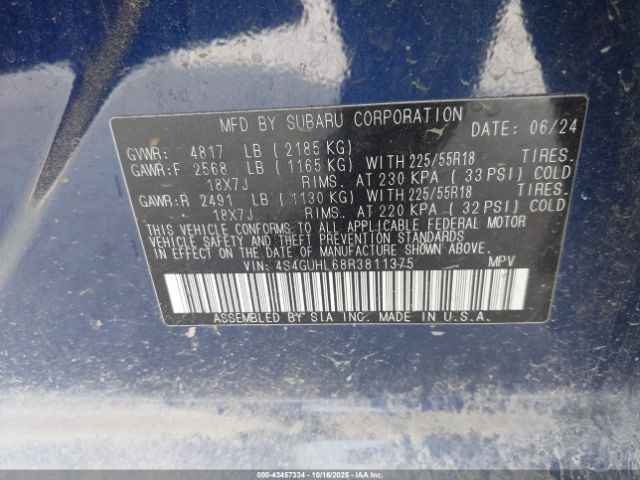 MFD BY SUBARU CORPORATION DATE: 06/24
GVWR: 4817 LB (2185 KG)
GAWR:F 2568 LB (1165 KG) WITH 225/55R18 TIRES.
18X7J RIMS. AT 230 KPA (33 PSI) COLD
GAWR:R 2491 LB (1130 KG) WITH 225/55R18 TIRES.
18X7J RIMS. AT 220 KPA (32 PSI) COLD
THIS VEHICLE CONFORMS TO ALL APPLICABLE FEDERAL MOTOR
VEHICLE SAFETY AND THEFT PREVENTION STANDARDS
IN EFFECT ON THE DATE OF MANUFACTURE SHOWN ABOVE.
VIN: 4S4GUHL68R3811375 MPV
ASSEMBLED BY SIA INC. MADE IN U.S.A.
000-43457334 | 10/16/2025 - IAAI.com